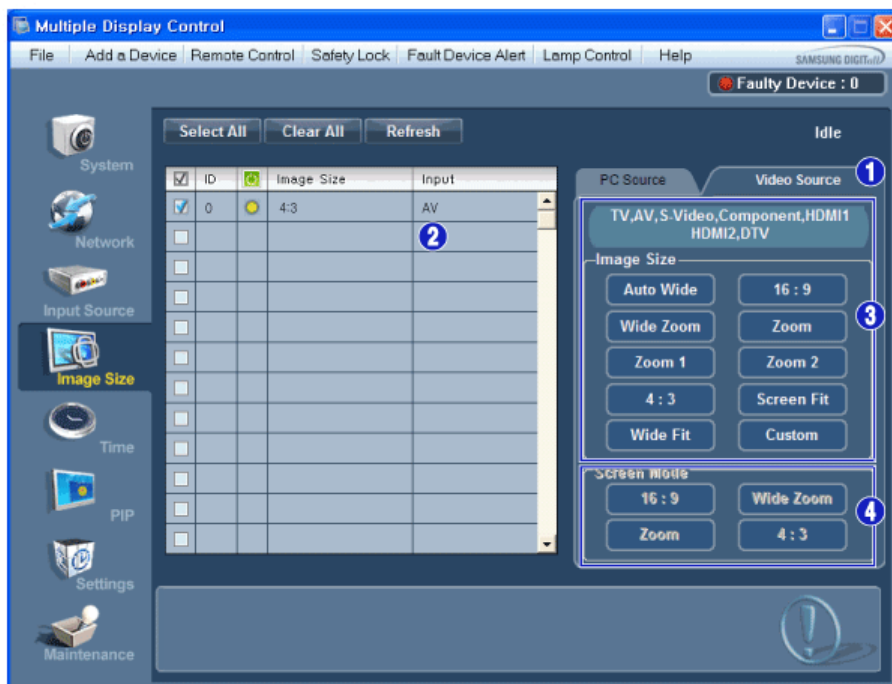 Multiple Display Control
File Add a Device Remote Control Safety Lock Fault Device Alert Lamp Control Help
SAMSUNG DIGITall
Faulty Device : 0
Select All Clear All Refresh Idle
System
Network
Input Source
Image Size
Time
PIP
Settings
Maintenance
ID Image Size Input
0 4:3 AV
2
PC Source Video Source 1
TV,AV,S-Video,Component,HDMI1
HDMI2,DTV
Image Size
Auto Wide 16 : 9
3
Wide Zoom Zoom
Zoom 1 Zoom 2
4 : 3 Screen Fit
Wide Fit Custom
Screen Mode
16 : 9 Wide Zoom
4
Zoom 4 : 3